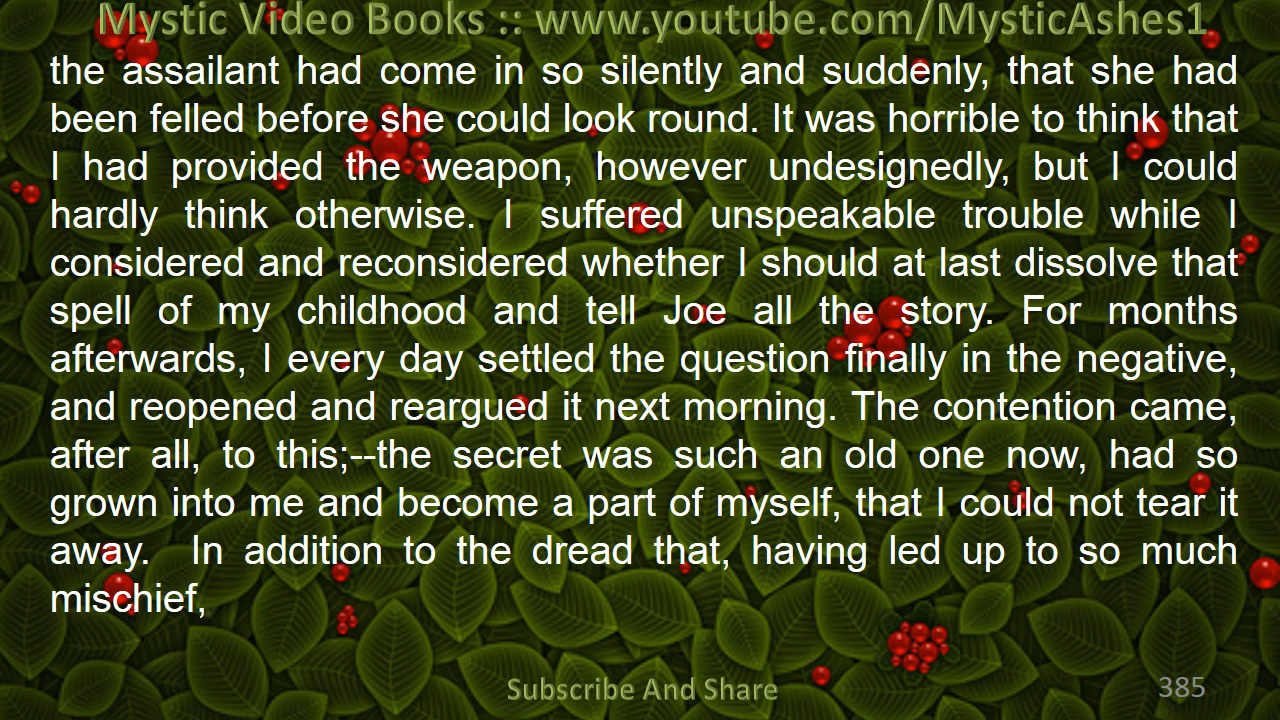 Mystic Video Books :: www.youtube.com/MysticAshes1
the assailant had come in so silently and suddenly, that she had
been felled before she could look round. It was horrible to think that
I had provided the weapon, however undesignedly, but I could
hardly think otherwise. I suffered unspeakable trouble while I
considered and reconsidered whether I should at last dissolve that
spell of my childhood and tell Joe all the story. For months
afterwards, I every day settled the question finally in the negative,
and reopened and reargued it next morning. The contention came,
after all, to this;--the secret was such an old one now, had so
grown into me and become a part of myself, that I could not tear it
away.  In addition to the dread that, having led up to so much
mischief,
Subscribe And Share
385